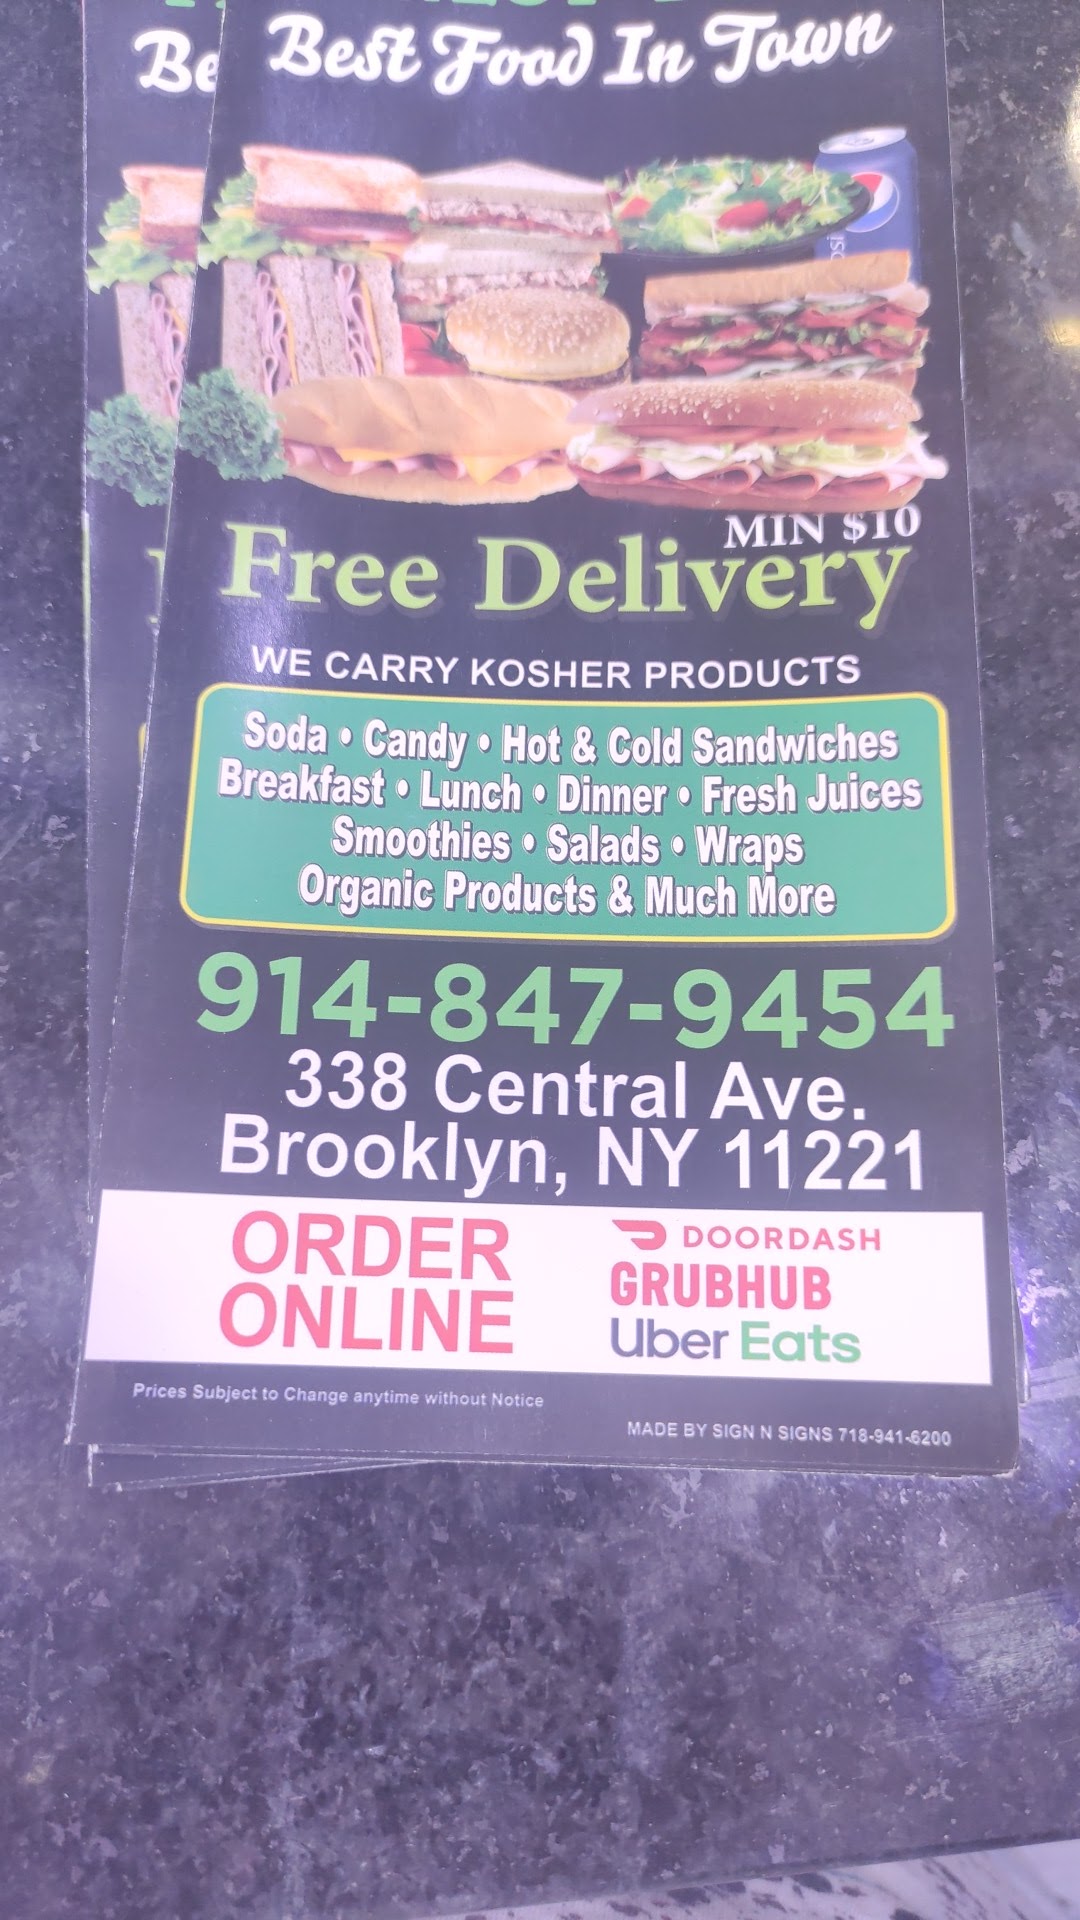 Be
Best Food In Town
MIN $10
Free Delivery
WE CARRY KOSHER PRODUCTS
Soda • Candy • Hot & Cold Sandwiches
Breakfast • Lunch • Dinner • Fresh Juices
Smoothies • Salads • Wraps
Organic Products & Much More
914-847-9454
338 Central Ave.
Brooklyn, NY 11221
ORDER
ONLINE
DOORDASH
GRUBHUB
Uber Eats
Prices Subject to Change anytime without Notice
MADE BY SIGN N SIGNS 718-941-6200